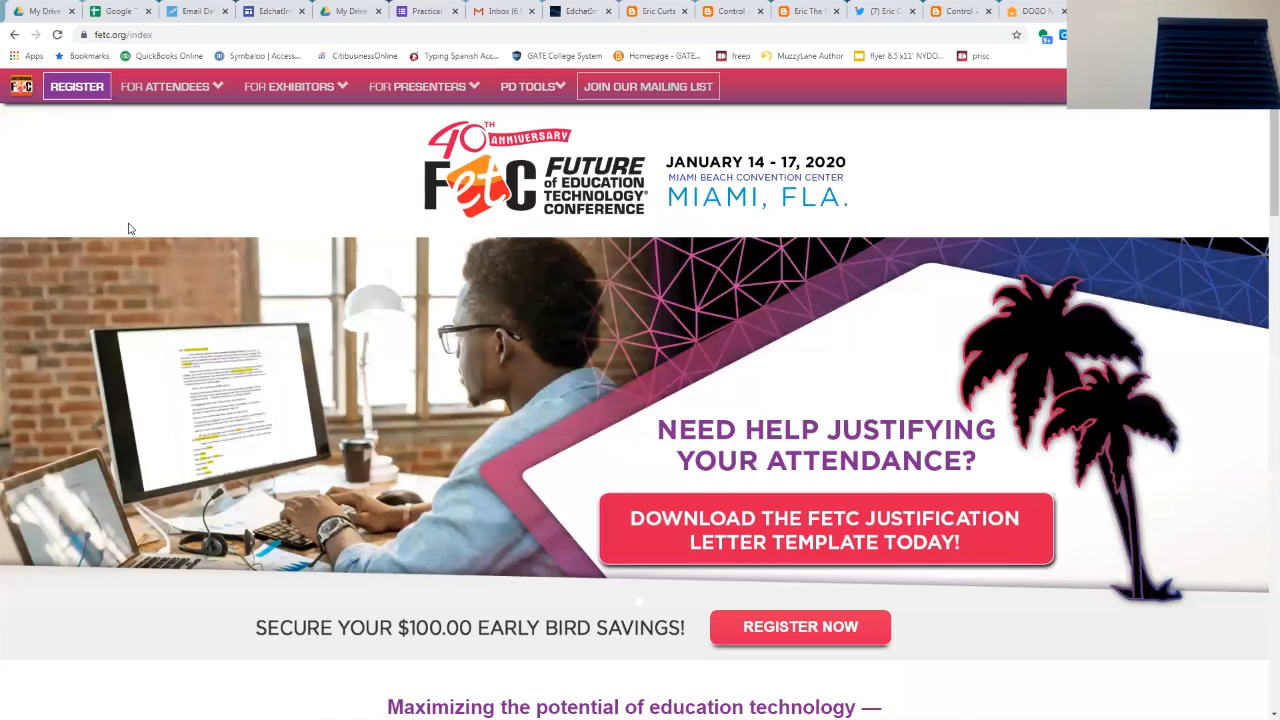 My Drive
Google
Email De
EdchatIn
My Drive
Practical
Inbox (6,
EdchatIn
Eric Curts
Control A
Eric The
(7) Eric C
Control A
DOGO N
fetc.org/index
Apps
Bookmarks
QuickBooks Online
Symbaloo | Access...
CitibusinessOnline
Typing Spanish Acc...
GATE College System
Homepage - GATE...
freep
MuzzyLane Author
flyer 8.5'x11' NYDO...
prisc
REGISTER
FOR ATTENDEES
FOR EXHIBITORS
FOR PRESENTERS
PD TOOLS
JOIN OUR MAILING LIST
40TH ANNIVERSARY
FETC
FUTURE
of EDUCATION
TECHNOLOGY
CONFERENCE
JANUARY 14 - 17, 2020
MIAMI BEACH CONVENTION CENTER
MIAMI, FLA.
NEED HELP JUSTIFYING
YOUR ATTENDANCE?
DOWNLOAD THE FETC JUSTIFICATION
LETTER TEMPLATE TODAY!
SECURE YOUR $100.00 EARLY BIRD SAVINGS!
REGISTER NOW
Maximizing the potential of education technology —